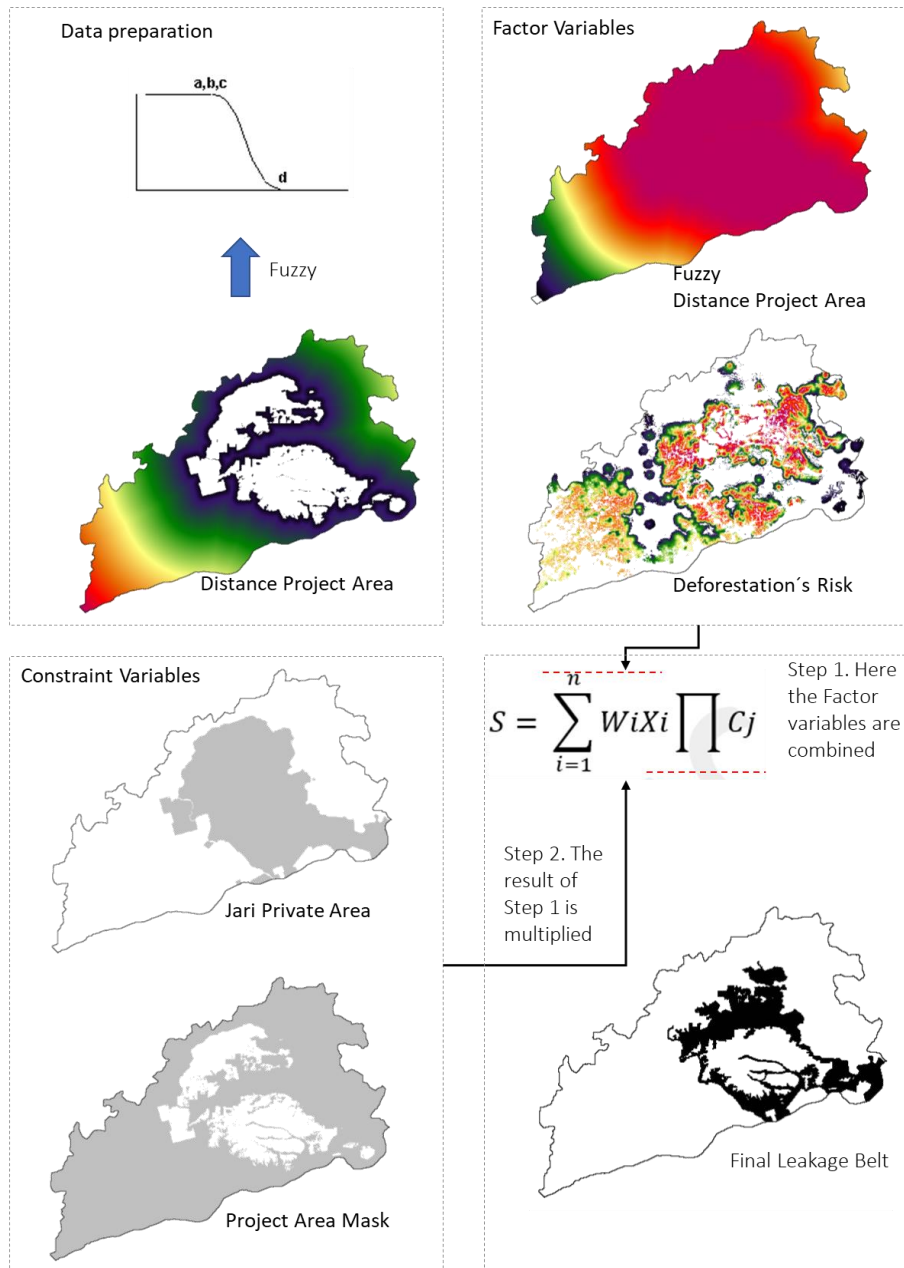 Data preparation
a,b,c
d
Fuzzy
Distance Project Area
Factor Variables
Fuzzy
Distance Project Area
Deforestation´s Risk
Constraint Variables
Jari Private Area
Project Area Mask
n
S = ∑ WiXi ∏ Cj
i=1
Step 1. Here
the Factor
variables are
combined
Step 2. The
result of
Step 1 is
multiplied
Final Leakage Belt